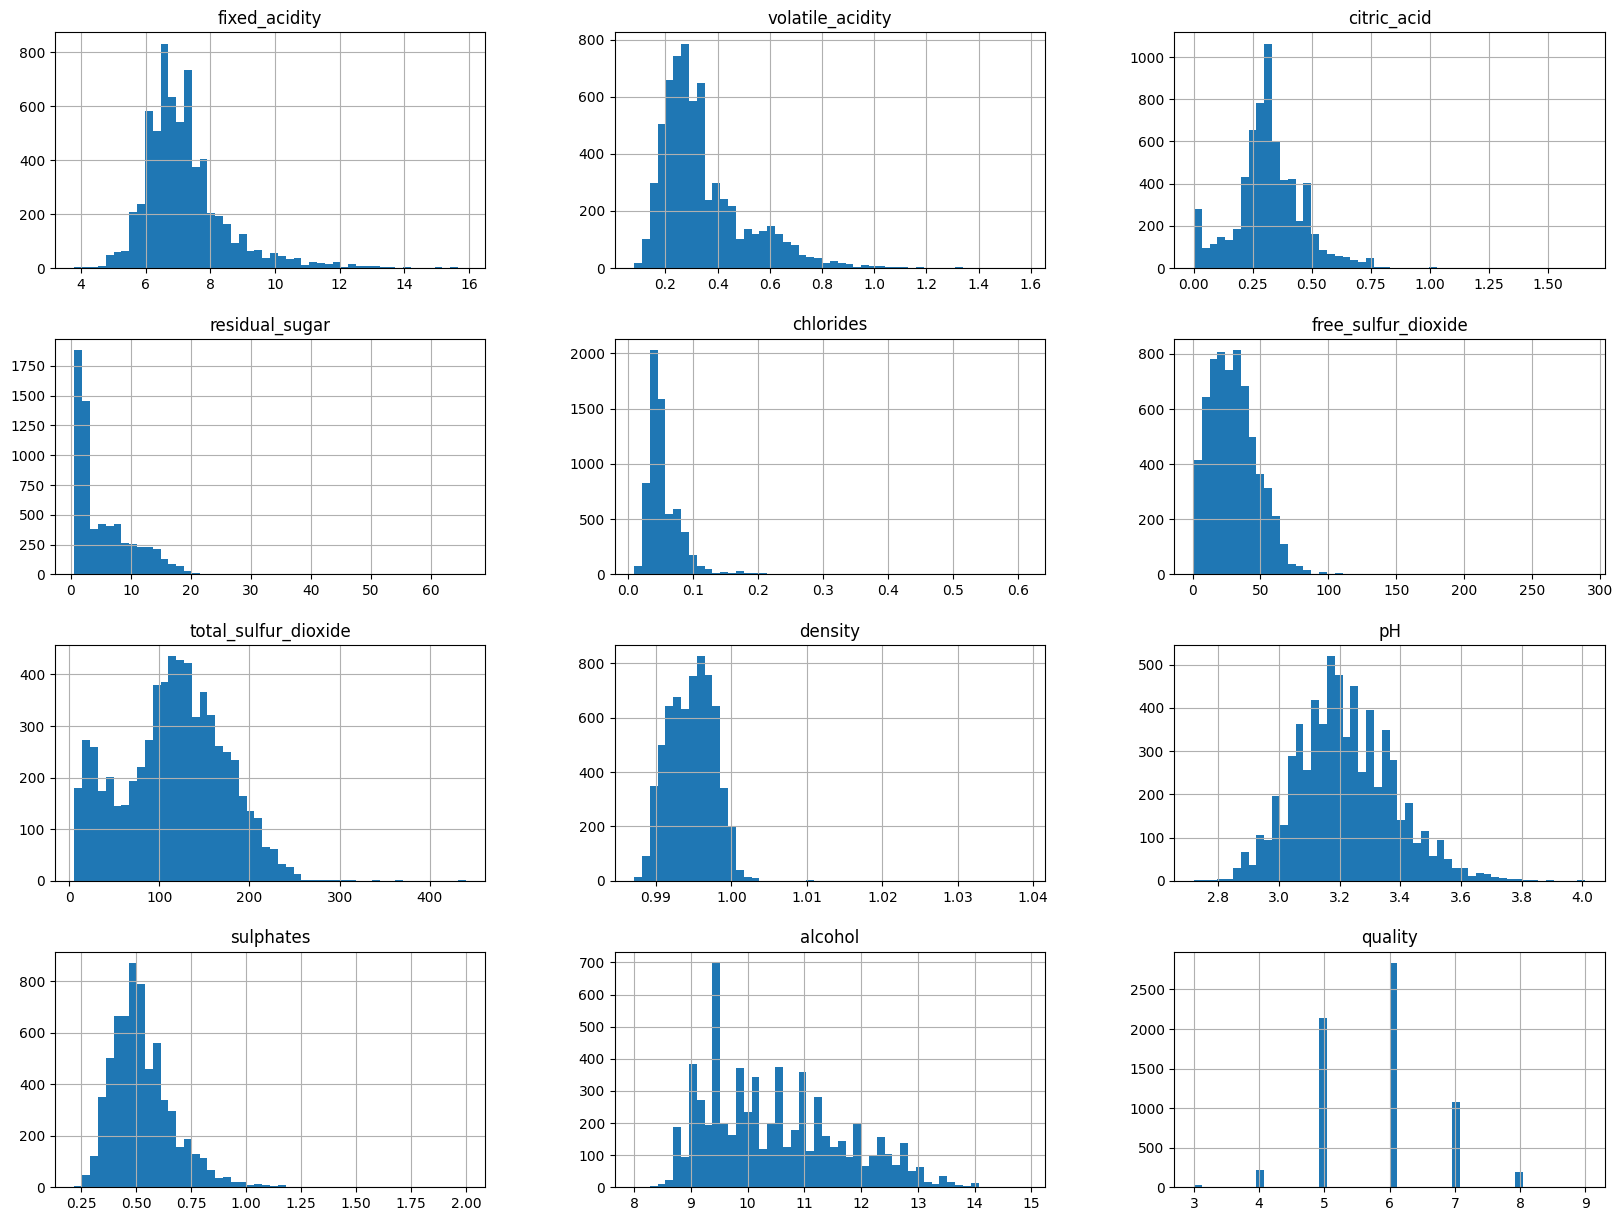 fixed_acidity
800
600
400
200
0
4 6 8 10 12 14 16
volatile_acidity
800
600
400
200
0
0.2 0.4 0.6 0.8 1.0 1.2 1.4 1.6
citric_acid
1000
800
600
400
200
0
0.00 0.25 0.50 0.75 1.00 1.25 1.50
residual_sugar
1750
1500
1250
1000
750
500
250
0
0 10 20 30 40 50 60
chlorides
2000
1500
1000
500
0
0.0 0.1 0.2 0.3 0.4 0.5 0.6
free_sulfur_dioxide
800
600
400
200
0
0 50 100 150 200 250 300
total_sulfur_dioxide
400
300
200
100
0
0 100 200 300 400
density
800
600
400
200
0
0.99 1.00 1.01 1.02 1.03 1.04
pH
500
400
300
200
100
0
2.8 3.0 3.2 3.4 3.6 3.8 4.0
sulphates
800
600
400
200
0
0.25 0.50 0.75 1.00 1.25 1.50 1.75 2.00
alcohol
700
600
500
400
300
200
100
0
8 9 10 11 12 13 14 15
quality
2500
2000
1500
1000
500
0
3 4 5 6 7 8 9